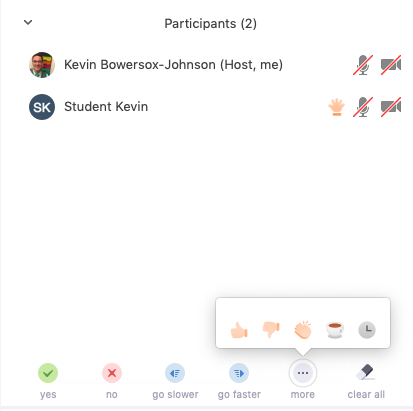 Participants (2)
Kevin Bowersox-Johnson (Host, me)
SK Student Kevin
yes no go slower go faster more clear all